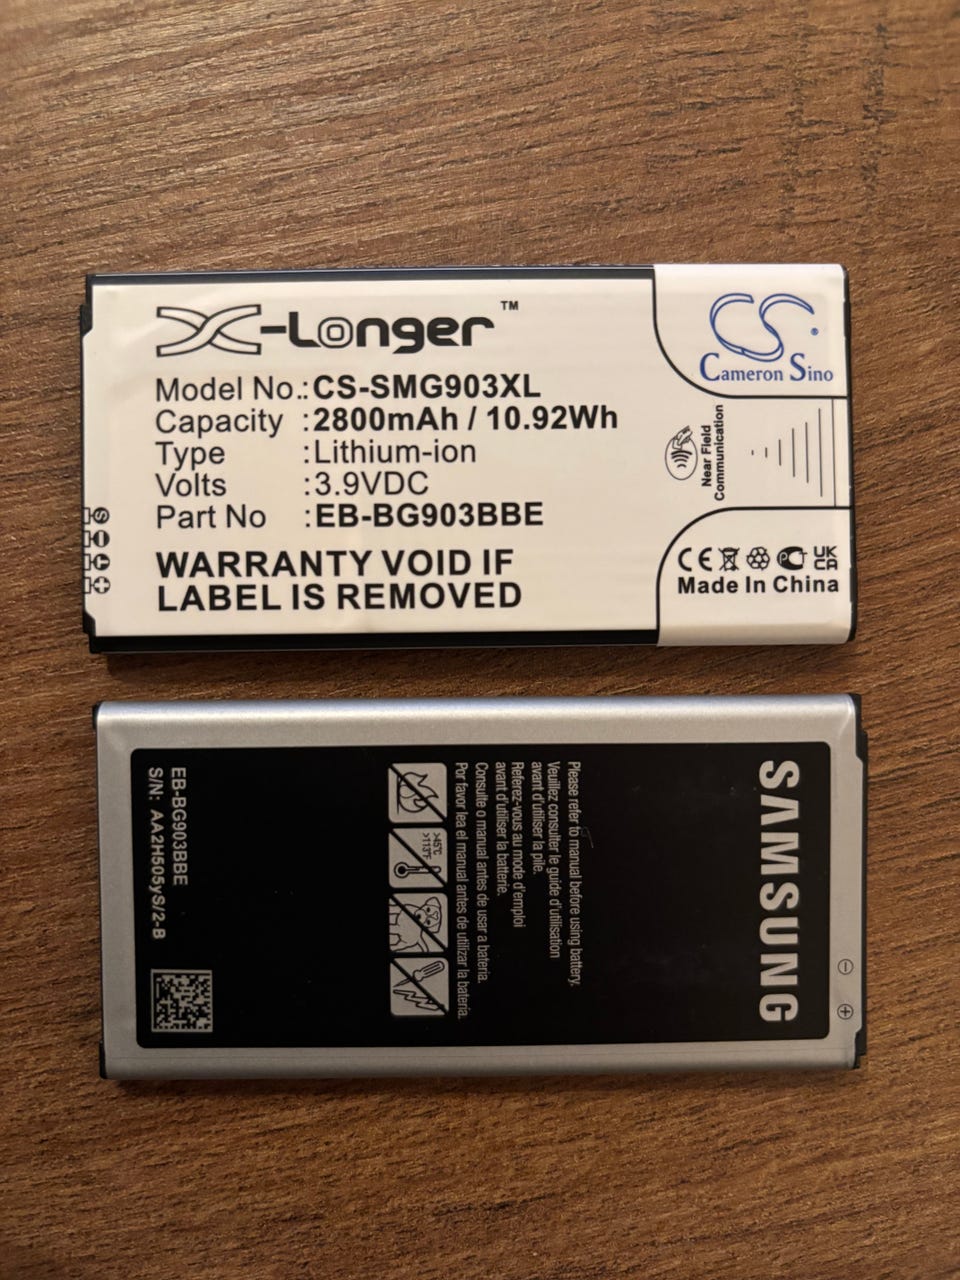 X-Longer™
Model No.:CS-SMG903XL
Capacity :2800mAh / 10.92Wh
Type :Lithium-ion
Volts :3.9VDC
Part No :EB-BG903BBE
WARRANTY VOID IF
LABEL IS REMOVED
CS
Cameron Sino
Near Field
Communication
CE UK
CA
Made In China
SAMSUNG
Please refer to manual before using battery.
Veuillez consulter le guide d'utilisation
avant d'utiliser la pile.
Referez-vous au mode d'emploi
avant d'utiliser la batterie.
Consulte o manual antes de usar a bateria.
Por favor lea el manual antes de utilizar la batería.
>45°C
>113°F
EB-BG903BBE
S/N: AA2H505yS/2-B